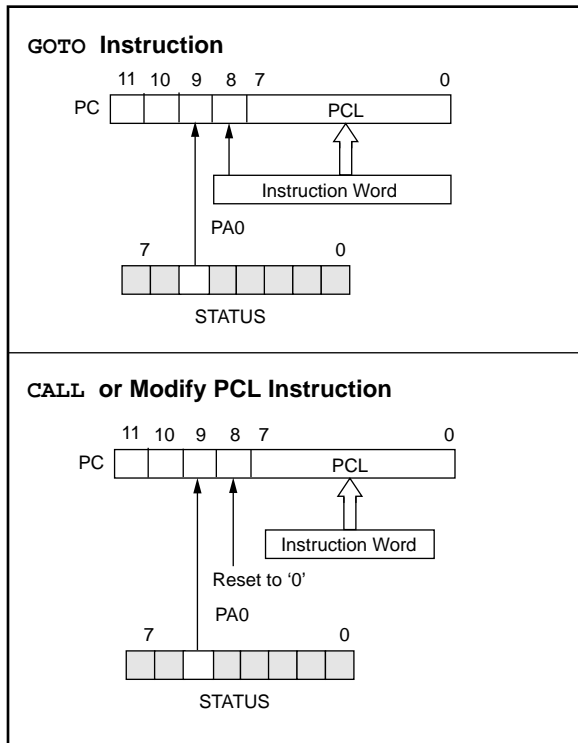 GOTO Instruction
11 10 9 8 7 0
PC PCL
Instruction Word
PA0
7 0
STATUS
CALL or Modify PCL Instruction
11 10 9 8 7 0
PC PCL
Instruction Word
Reset to ‘0’
PA0
7 0
STATUS